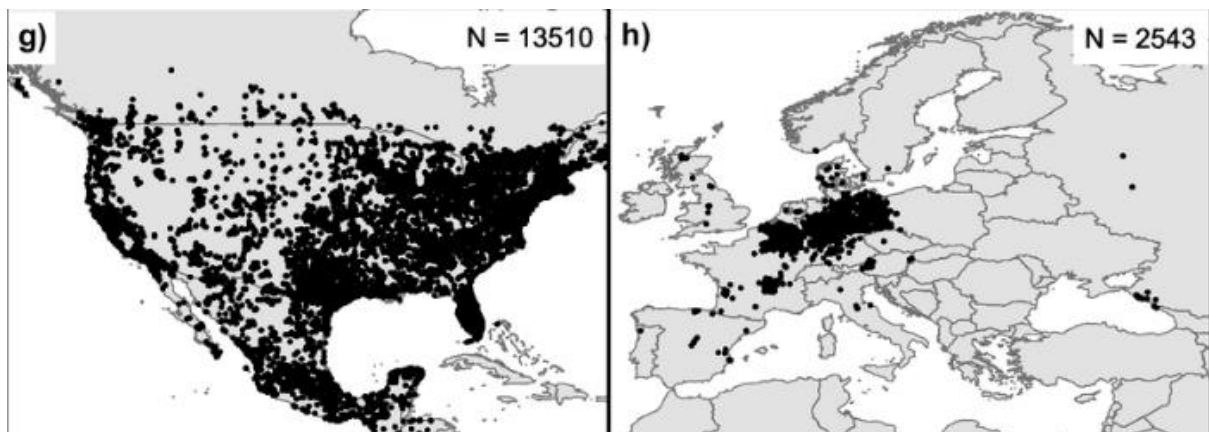 g)
N = 13510
h)
N = 2543